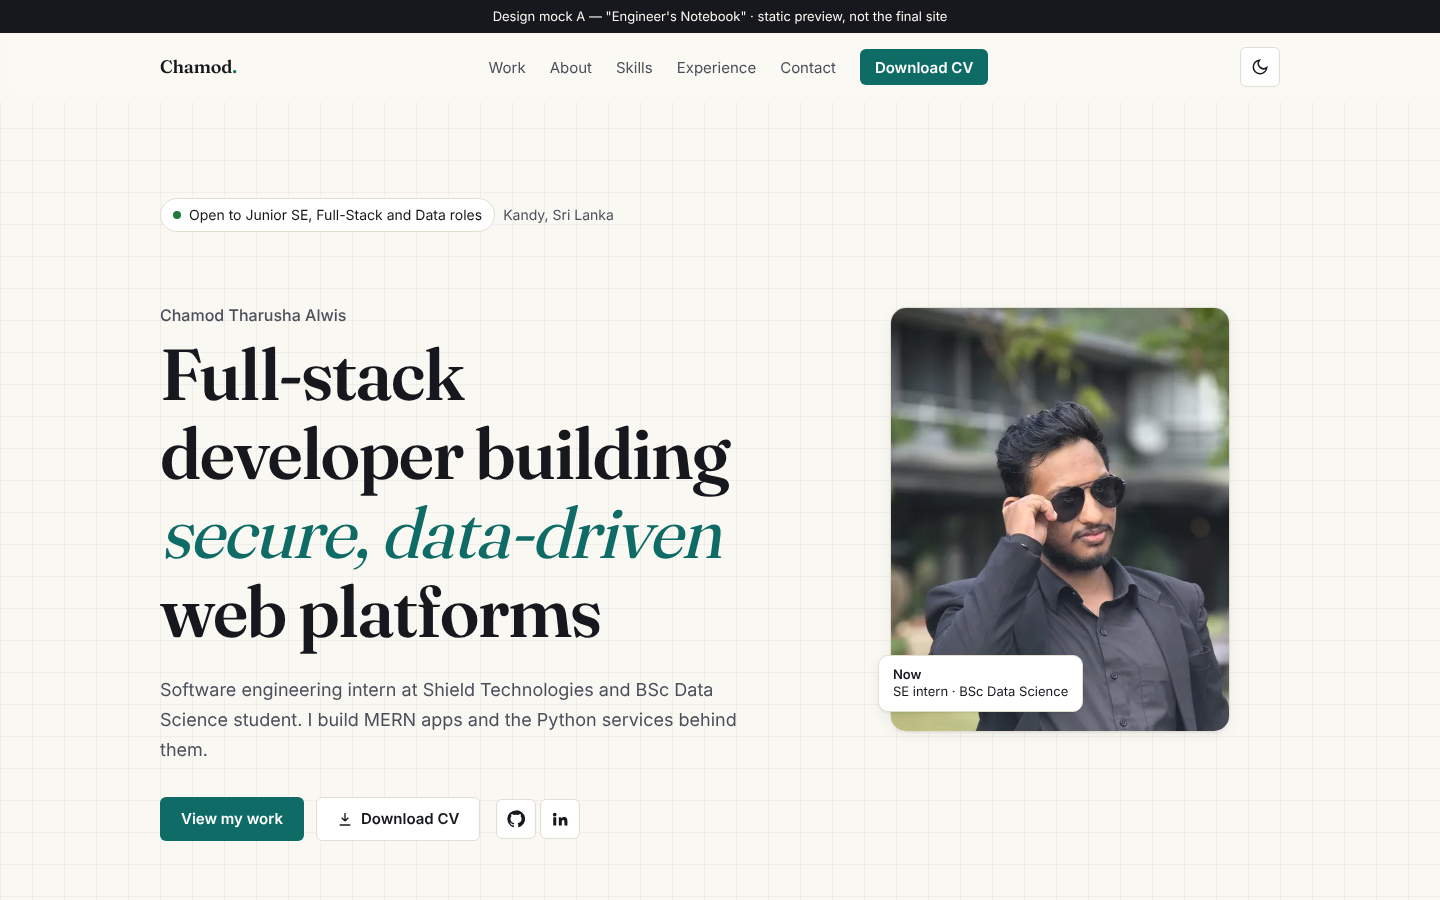 Design mock A — "Engineer's Notebook" · static preview, not the final site
Chamod.
Work
About
Skills
Experience
Contact
Download CV
Open to Junior SE, Full-Stack and Data roles
Kandy, Sri Lanka
Chamod Tharusha Alwis
Full-stack
developer building
secure, data-driven
web platforms
Software engineering intern at Shield Technologies and BSc Data
Science student. I build MERN apps and the Python services behind
them.
Now
SE intern · BSc Data Science
View my work
Download CV
in